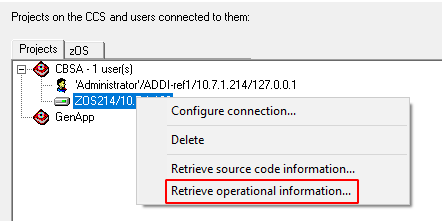 Projects on the CCS and users connected to them:
Projects
zOS
CBSA - 1 user(s)
'Administrator'/ADDI-ref1/10.7.1.214/127.0.0.1
ZOS214/10.
Configure connection...
GenApp
Delete
Retrieve source code information...
Retrieve operational information...